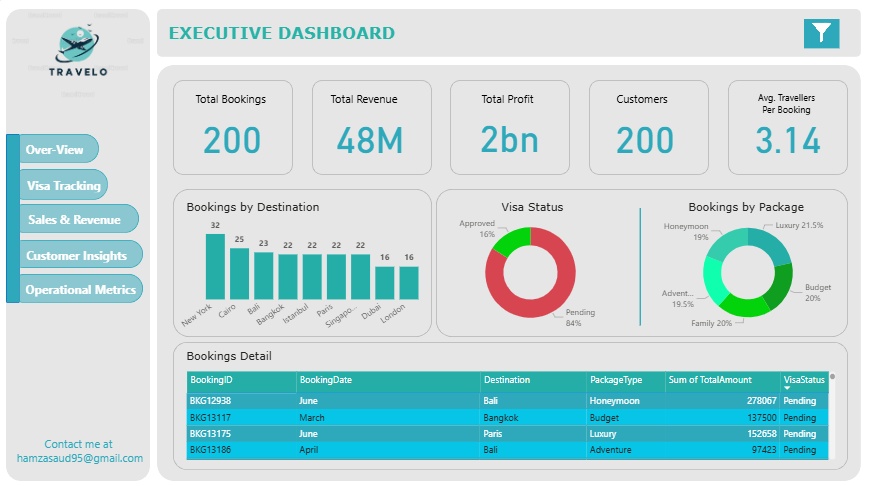 TRAVELO
Over-View
Visa Tracking
Sales & Revenue
Customer Insights
Operational Metrics
Contact me at
hamzasaud95@gmail.com
EXECUTIVE DASHBOARD
Total Bookings
200
Total Revenue
48M
Total Profit
2bn
Customers
200
Avg. Travellers
Per Booking
3.14
Bookings by Destination
32
25
23
22
22
22
22
16
16
New York
Cairo
Bali
Bangkok
Istanbul
Paris
Singapo...
Dubai
London
Visa Status
Approved
16%
Pending
84%
Bookings by Package
Honeymoon
19%
Luxury 21.5%
Advent...
19.5%
Budget
20%
Family 20%
Bookings Detail
BookingID BookingDate Destination PackageType Sum of TotalAmount VisaStatus
BKG12938 June Bali Honeymoon 278067 Pending
BKG13117 March Bangkok Budget 137500 Pending
BKG13175 June Paris Luxury 152658 Pending
BKG13186 April Bali Adventure 97423 Pending